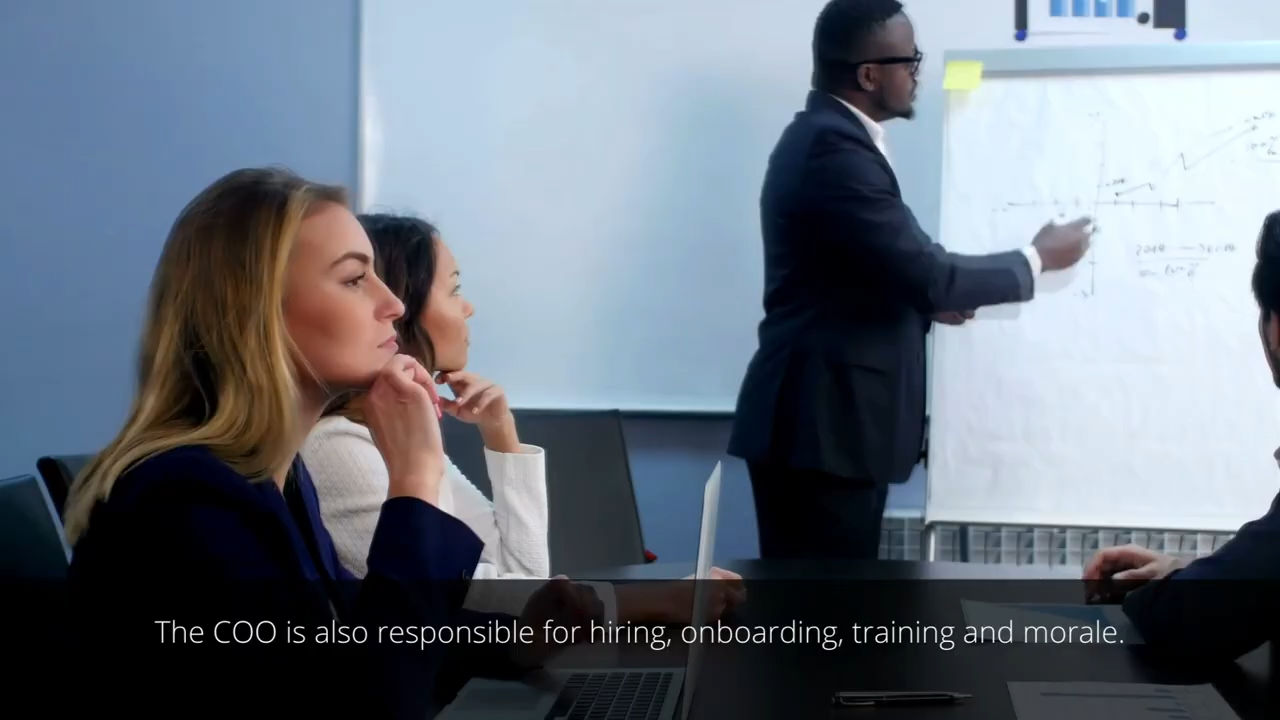 The COO is also responsible for hiring, onboarding, training and morale.